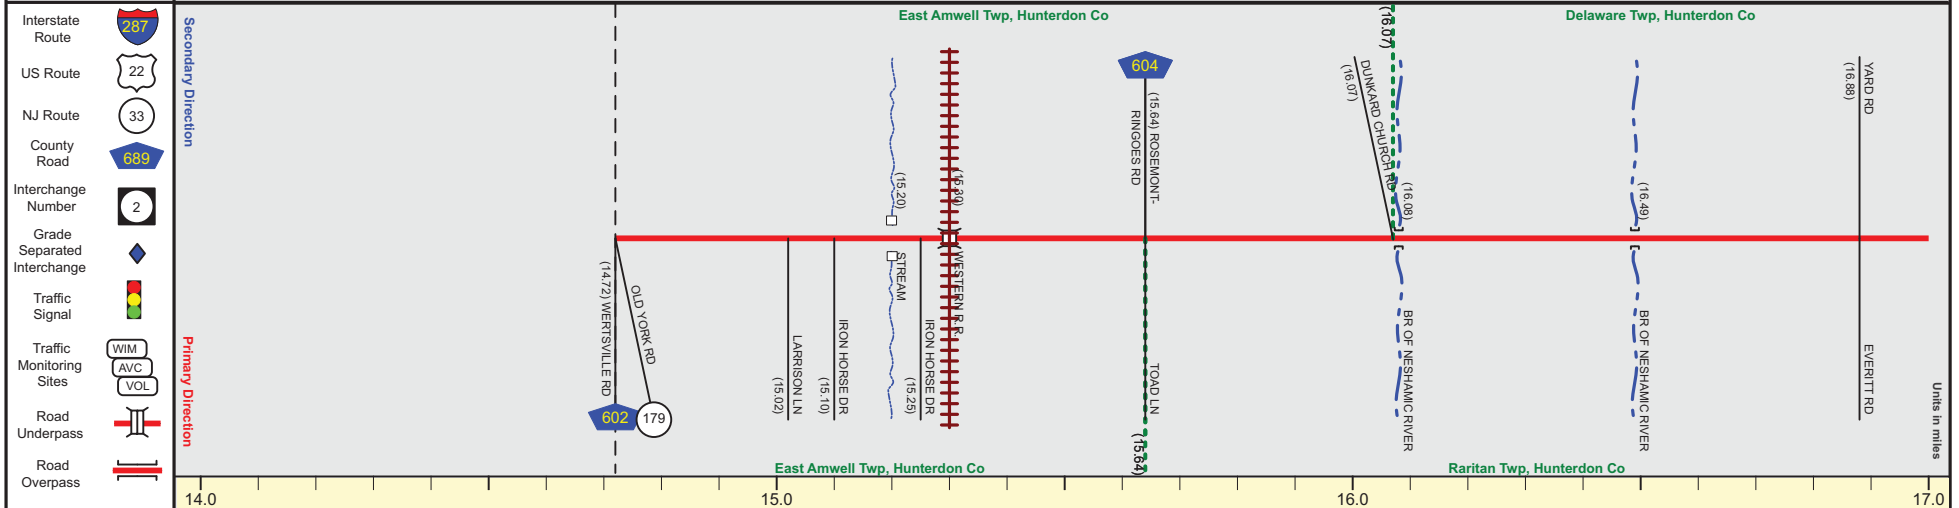 Interstate
Route
287
US Route
22
NJ Route
33
County
Road
689
Interchange
Number
2
Grade
Separated
Interchange
Traffic
Signal
Traffic
Monitoring
Sites
WIM
AVC
VOL
Road
Underpass
Road
Overpass
Secondary Direction
Primary Direction
East Amwell Twp, Hunterdon Co
(16.07)
Delaware Twp, Hunterdon Co
(14.72) WERTSVILLE RD
602
OLD YORK RD
179
LARRISON LN
(15.02)
IRON HORSE DR
(15.10)
(15.20)
STREAM
IRON HORSE DR
(15.25)
(15.30)
WESTERN R.R.
604
(15.64) ROSEMONT-
RINGOES RD
TOAD LN
(15.64)
DUNKARD CHURCH RD
(16.07)
(16.08)
BR OF NESHAMIC RIVER
(16.49)
BR OF NESHAMIC RIVER
YARD RD
(16.88)
EVERITT RD
Units in miles
East Amwell Twp, Hunterdon Co
Raritan Twp, Hunterdon Co
14.0
15.0
16.0
17.0